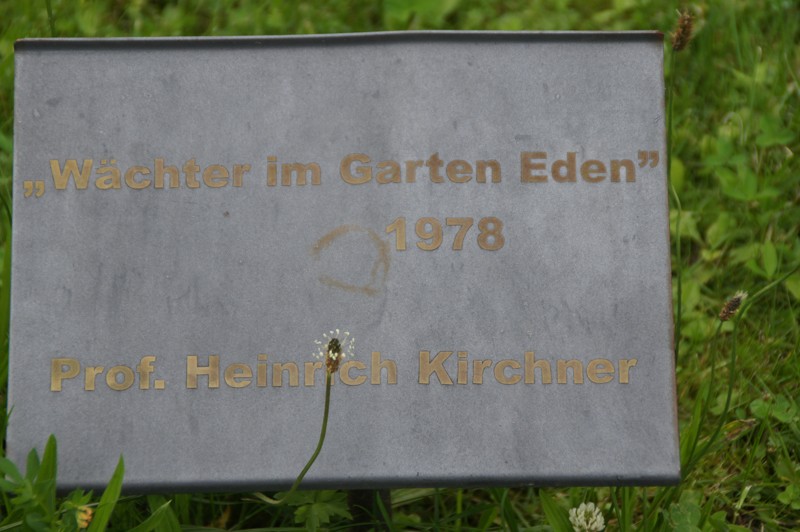 „Wächter im Garten Eden”
1978
Prof. Heinrich Kirchner